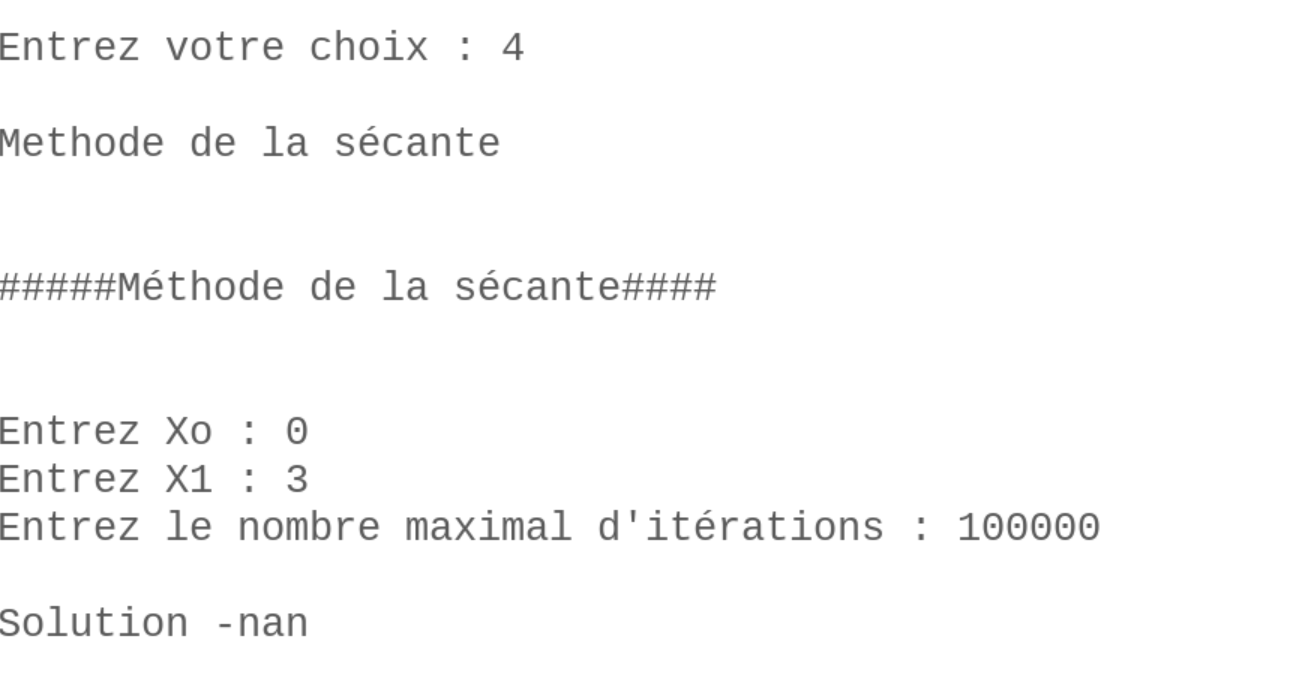 Entrez votre choix : 4
Methode de la sécante
#####Méthode de la sécante####
Entrez Xo : 0
Entrez X1 : 3
Entrez le nombre maximal d'itérations : 100000
Solution -nan